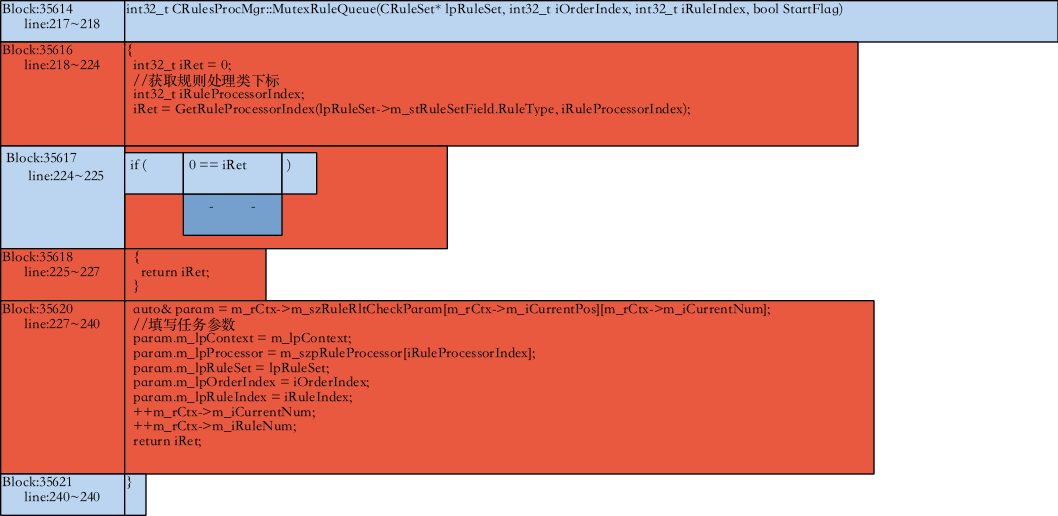 Block:35614
line:217~218
int32_t CRulesProcMgr::MutexRuleQueue(CRuleSet* lpRuleSet, int32_t iOrderIndex, int32_t iRuleIndex, bool StartFlag)
Block:35616
line:218~224
{
int32_t iRet = 0;
//获取规则处理类下标
int32_t iRuleProcessorIndex;
iRet = GetRuleProcessorIndex(lpRuleSet->m_stRuleSetField.RuleType, iRuleProcessorIndex);
Block:35617
line:224~225
if ( 0 == iRet )
- -
Block:35618
line:225~227
{
return iRet;
}
Block:35620
line:227~240
auto& param = m_rCtx->m_szRuleRltCheckParam[m_rCtx->m_iCurrentPos][m_rCtx->m_iCurrentNum];
//填写任务参数
param.m_lpContext = m_lpContext;
param.m_lpProcessor = m_szpRuleProcessor[iRuleProcessorIndex];
param.m_lpRuleSet = lpRuleSet;
param.m_lpOrderIndex = iOrderIndex;
param.m_lpRuleIndex = iRuleIndex;
++m_rCtx->m_iCurrentNum;
++m_rCtx->m_iRuleNum;
return iRet;
Block:35621
line:240~240
}